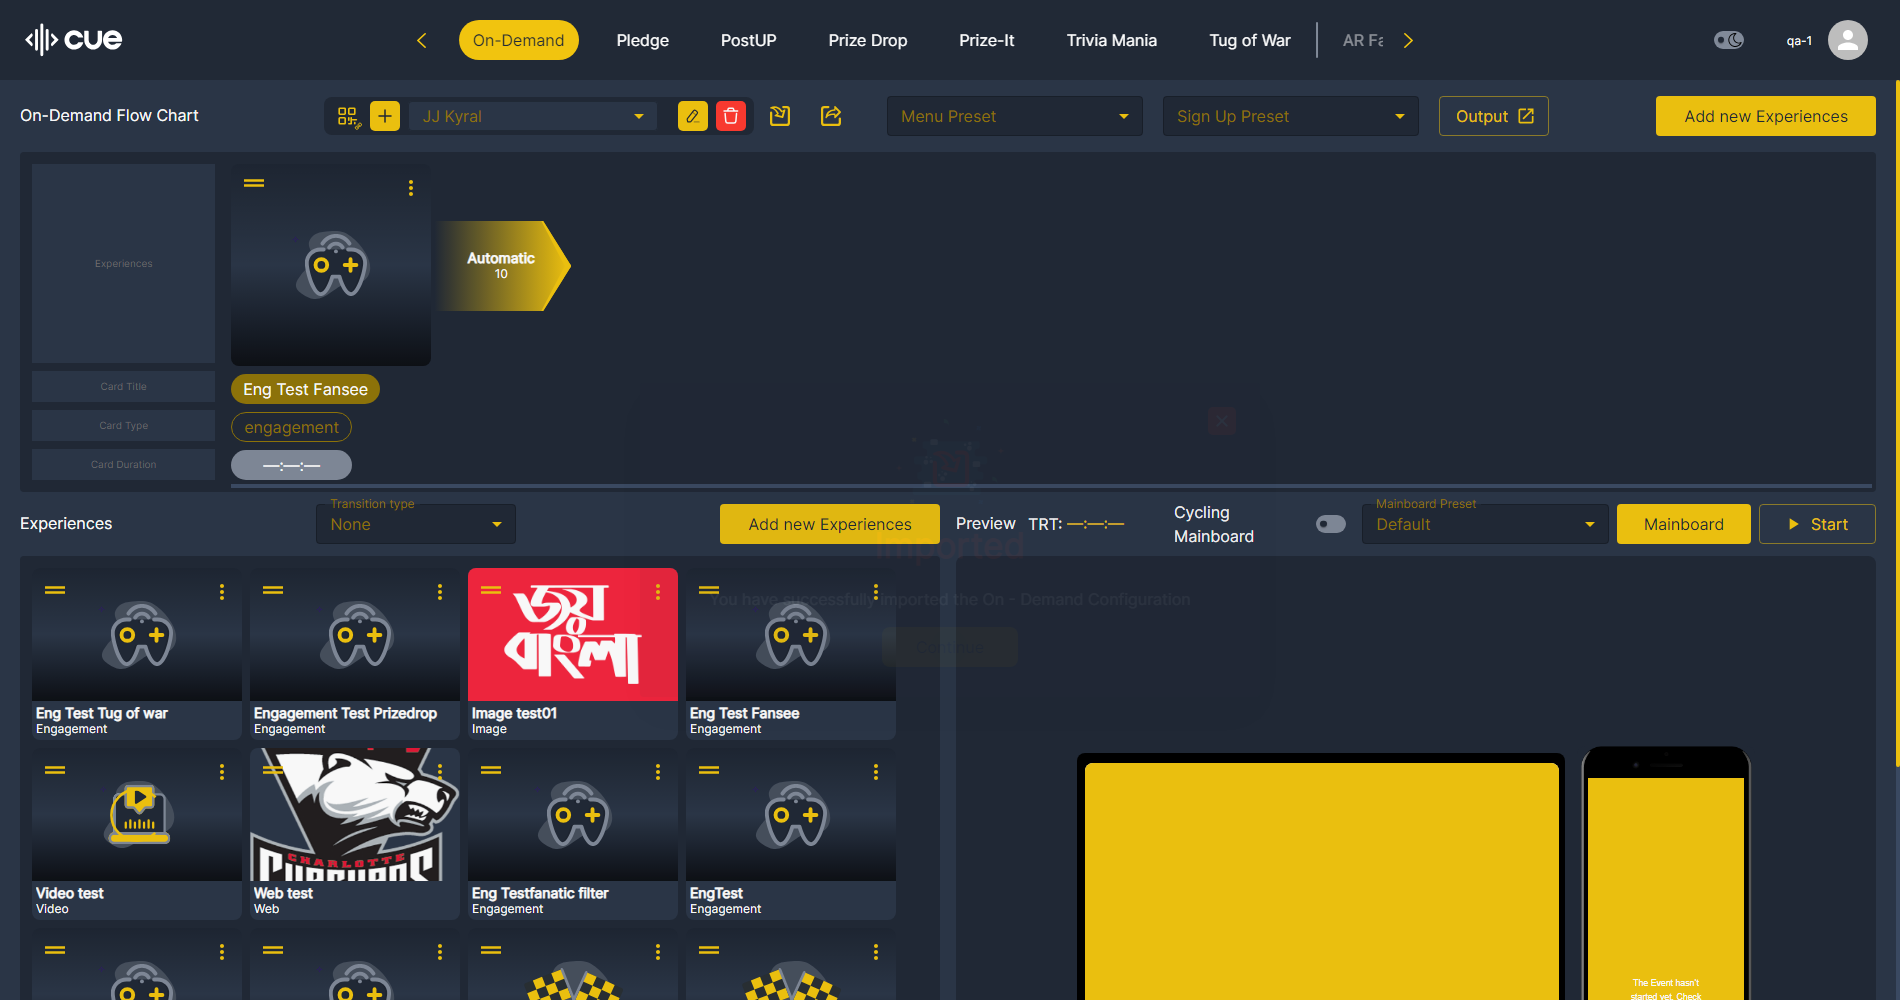 cue
On-Demand
Pledge
PostUP
Prize Drop
Prize-It
Trivia Mania
Tug of War
AR Fa
qa-1
On-Demand Flow Chart
JJ Kyral
Menu Preset
Sign Up Preset
Output
Add new Experiences
Experiences
Automatic
10
Card Title
Eng Test Fansee
Card Type
engagement
Card Duration
—:—:—
Experiences
Transition type
None
Add new Experiences
Preview
TRT: —:—:—
Cycling
Mainboard
Mainboard Preset
Default
Mainboard
Start
Imported
You have successfully imported the On - Demand Configuration
Continue
জয়
বাংলা
Eng Test Tug of war
Engagement
Engagement Test Prizedrop
Engagement
Image test01
Image
Eng Test Fansee
Engagement
CHARLOTTE
Video test
Video
Web test
Web
Eng Testfanatic filter
Engagement
EngTest
Engagement
The Event hasn't
started yet. Check